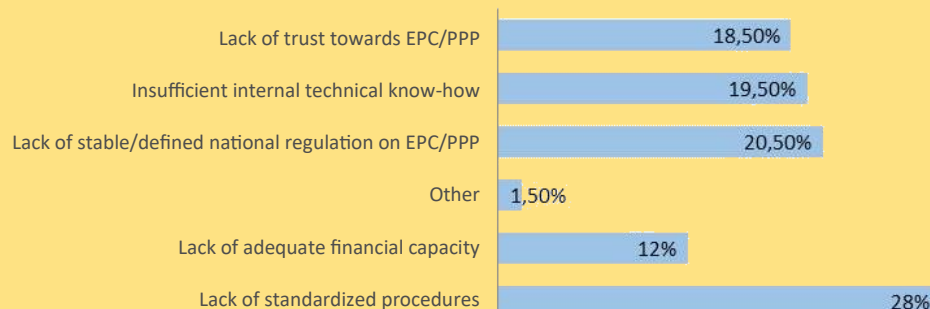 Lack of trust towards EPC/PPP 18,50%
Insufficient internal technical know-how 19,50%
Lack of stable/defined national regulation on EPC/PPP 20,50%
Other 1,50%
Lack of adequate financial capacity 12%
Lack of standardized procedures 28%